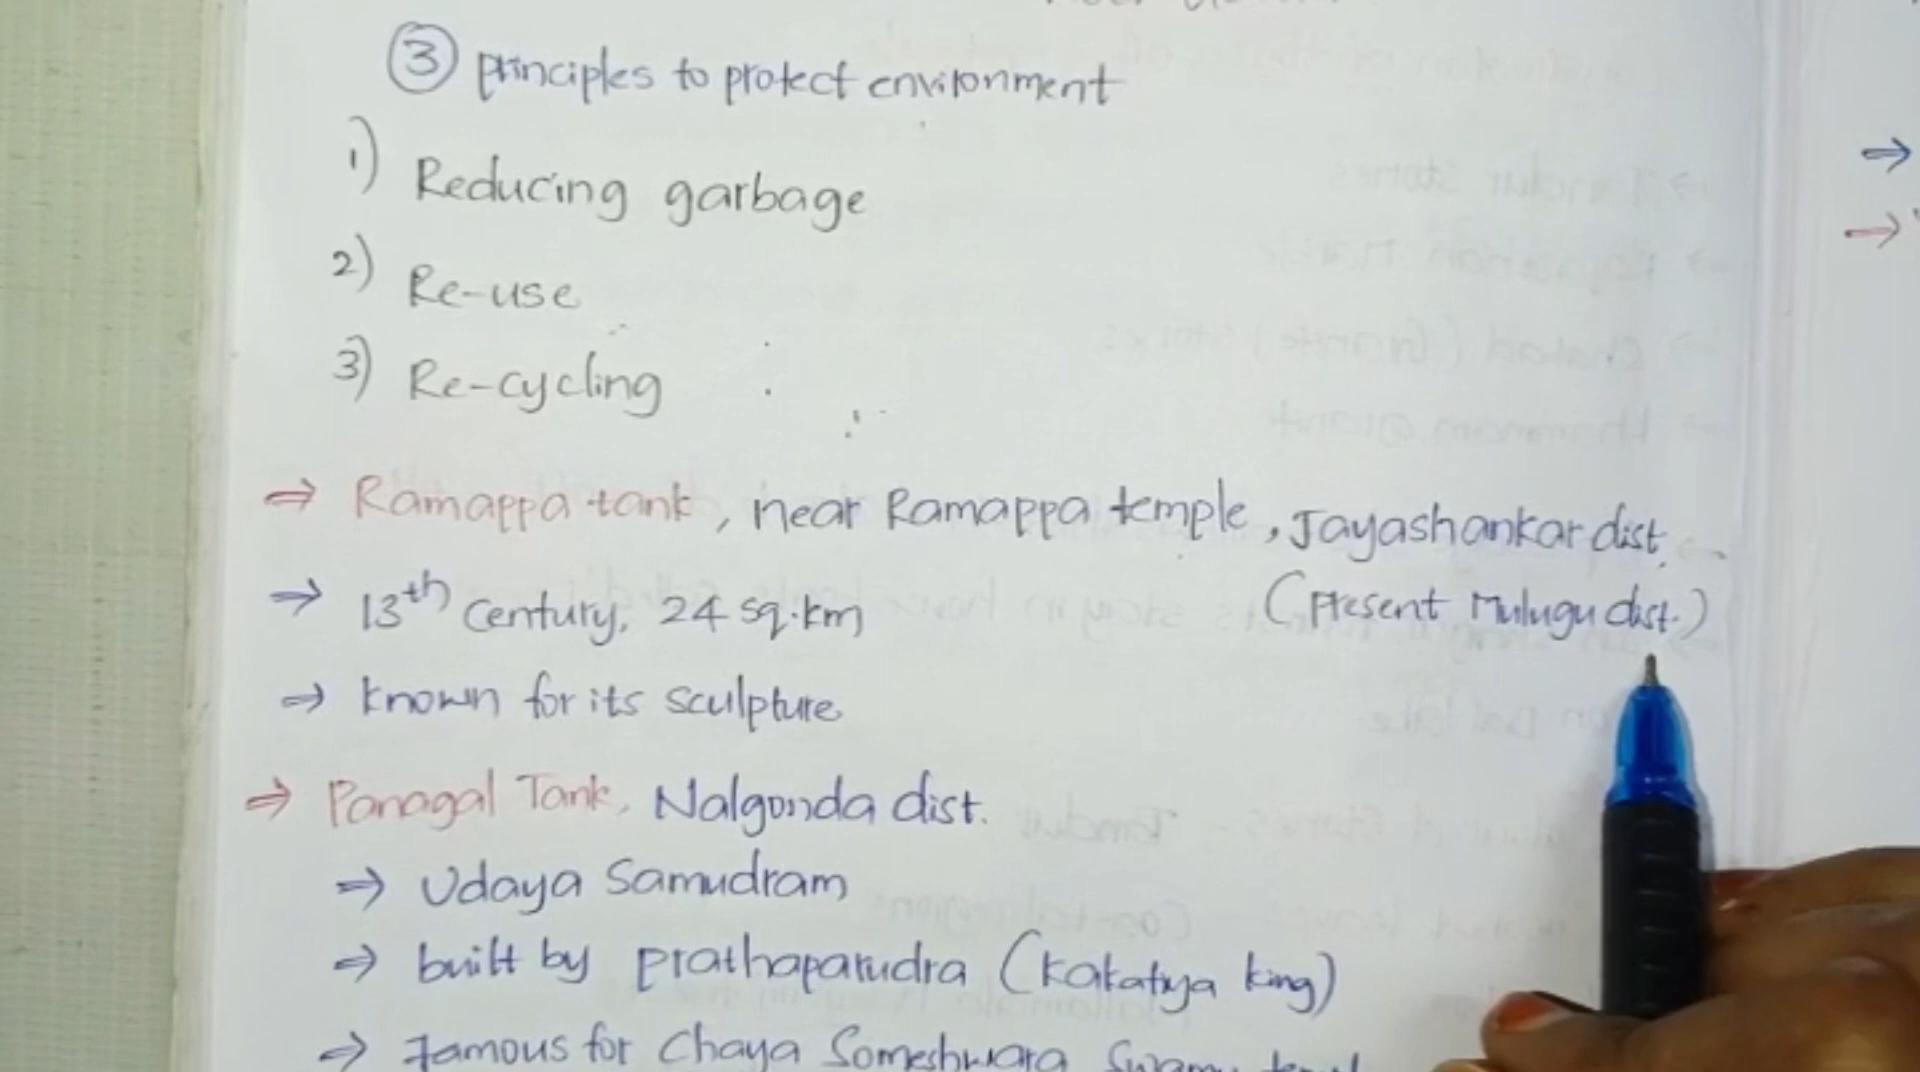 ③ principles to protect environment
1) Reducing garbage
2) Re-use
3) Re-cycling
⇒ Ramappa tank, near Ramappa temple, Jayashankar dist.
(present Mulugu dist.)
⇒ 13th century, 24 sq.km
⇒ known for its sculpture
⇒ Panagal Tank, Nalgonda dist.
⇒ Udaya Samudram
⇒ built by prathaparudra (Kakatiya king)
⇒ famous for Chaya Someshwara Swamy